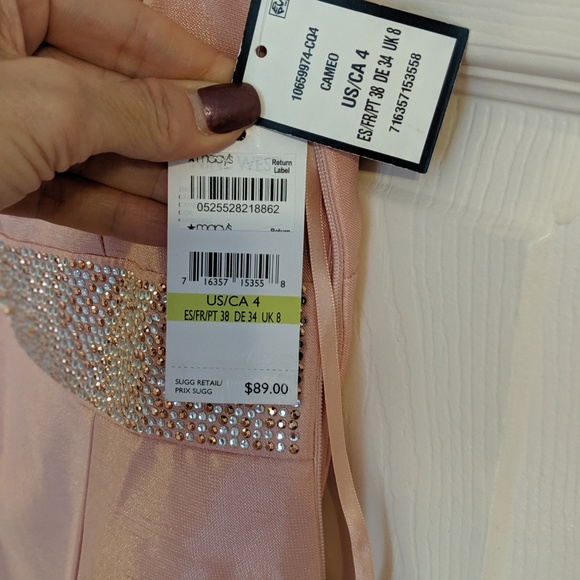 10659974-CQ4
CAMEO
US/CA 4
ES/FR/PT 38 DE 34 UK 8
716357153558
macy's
Return
Label
0525528218862
macy's
Return
7 16357 15355 8
US/CA 4
ES/FR/PT 38 DE 34 UK 8
SUGG RETAIL/
PRIX SUGG
$89.00